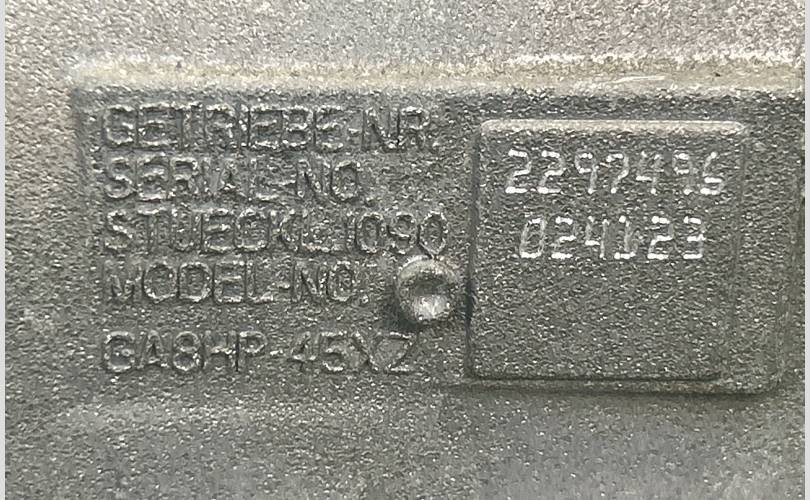 GETRIEBE-NR.
SERIAL-NO.
STUECKL.1090
MODEL-NO.
GA8HP-45XZ
2297496
024123